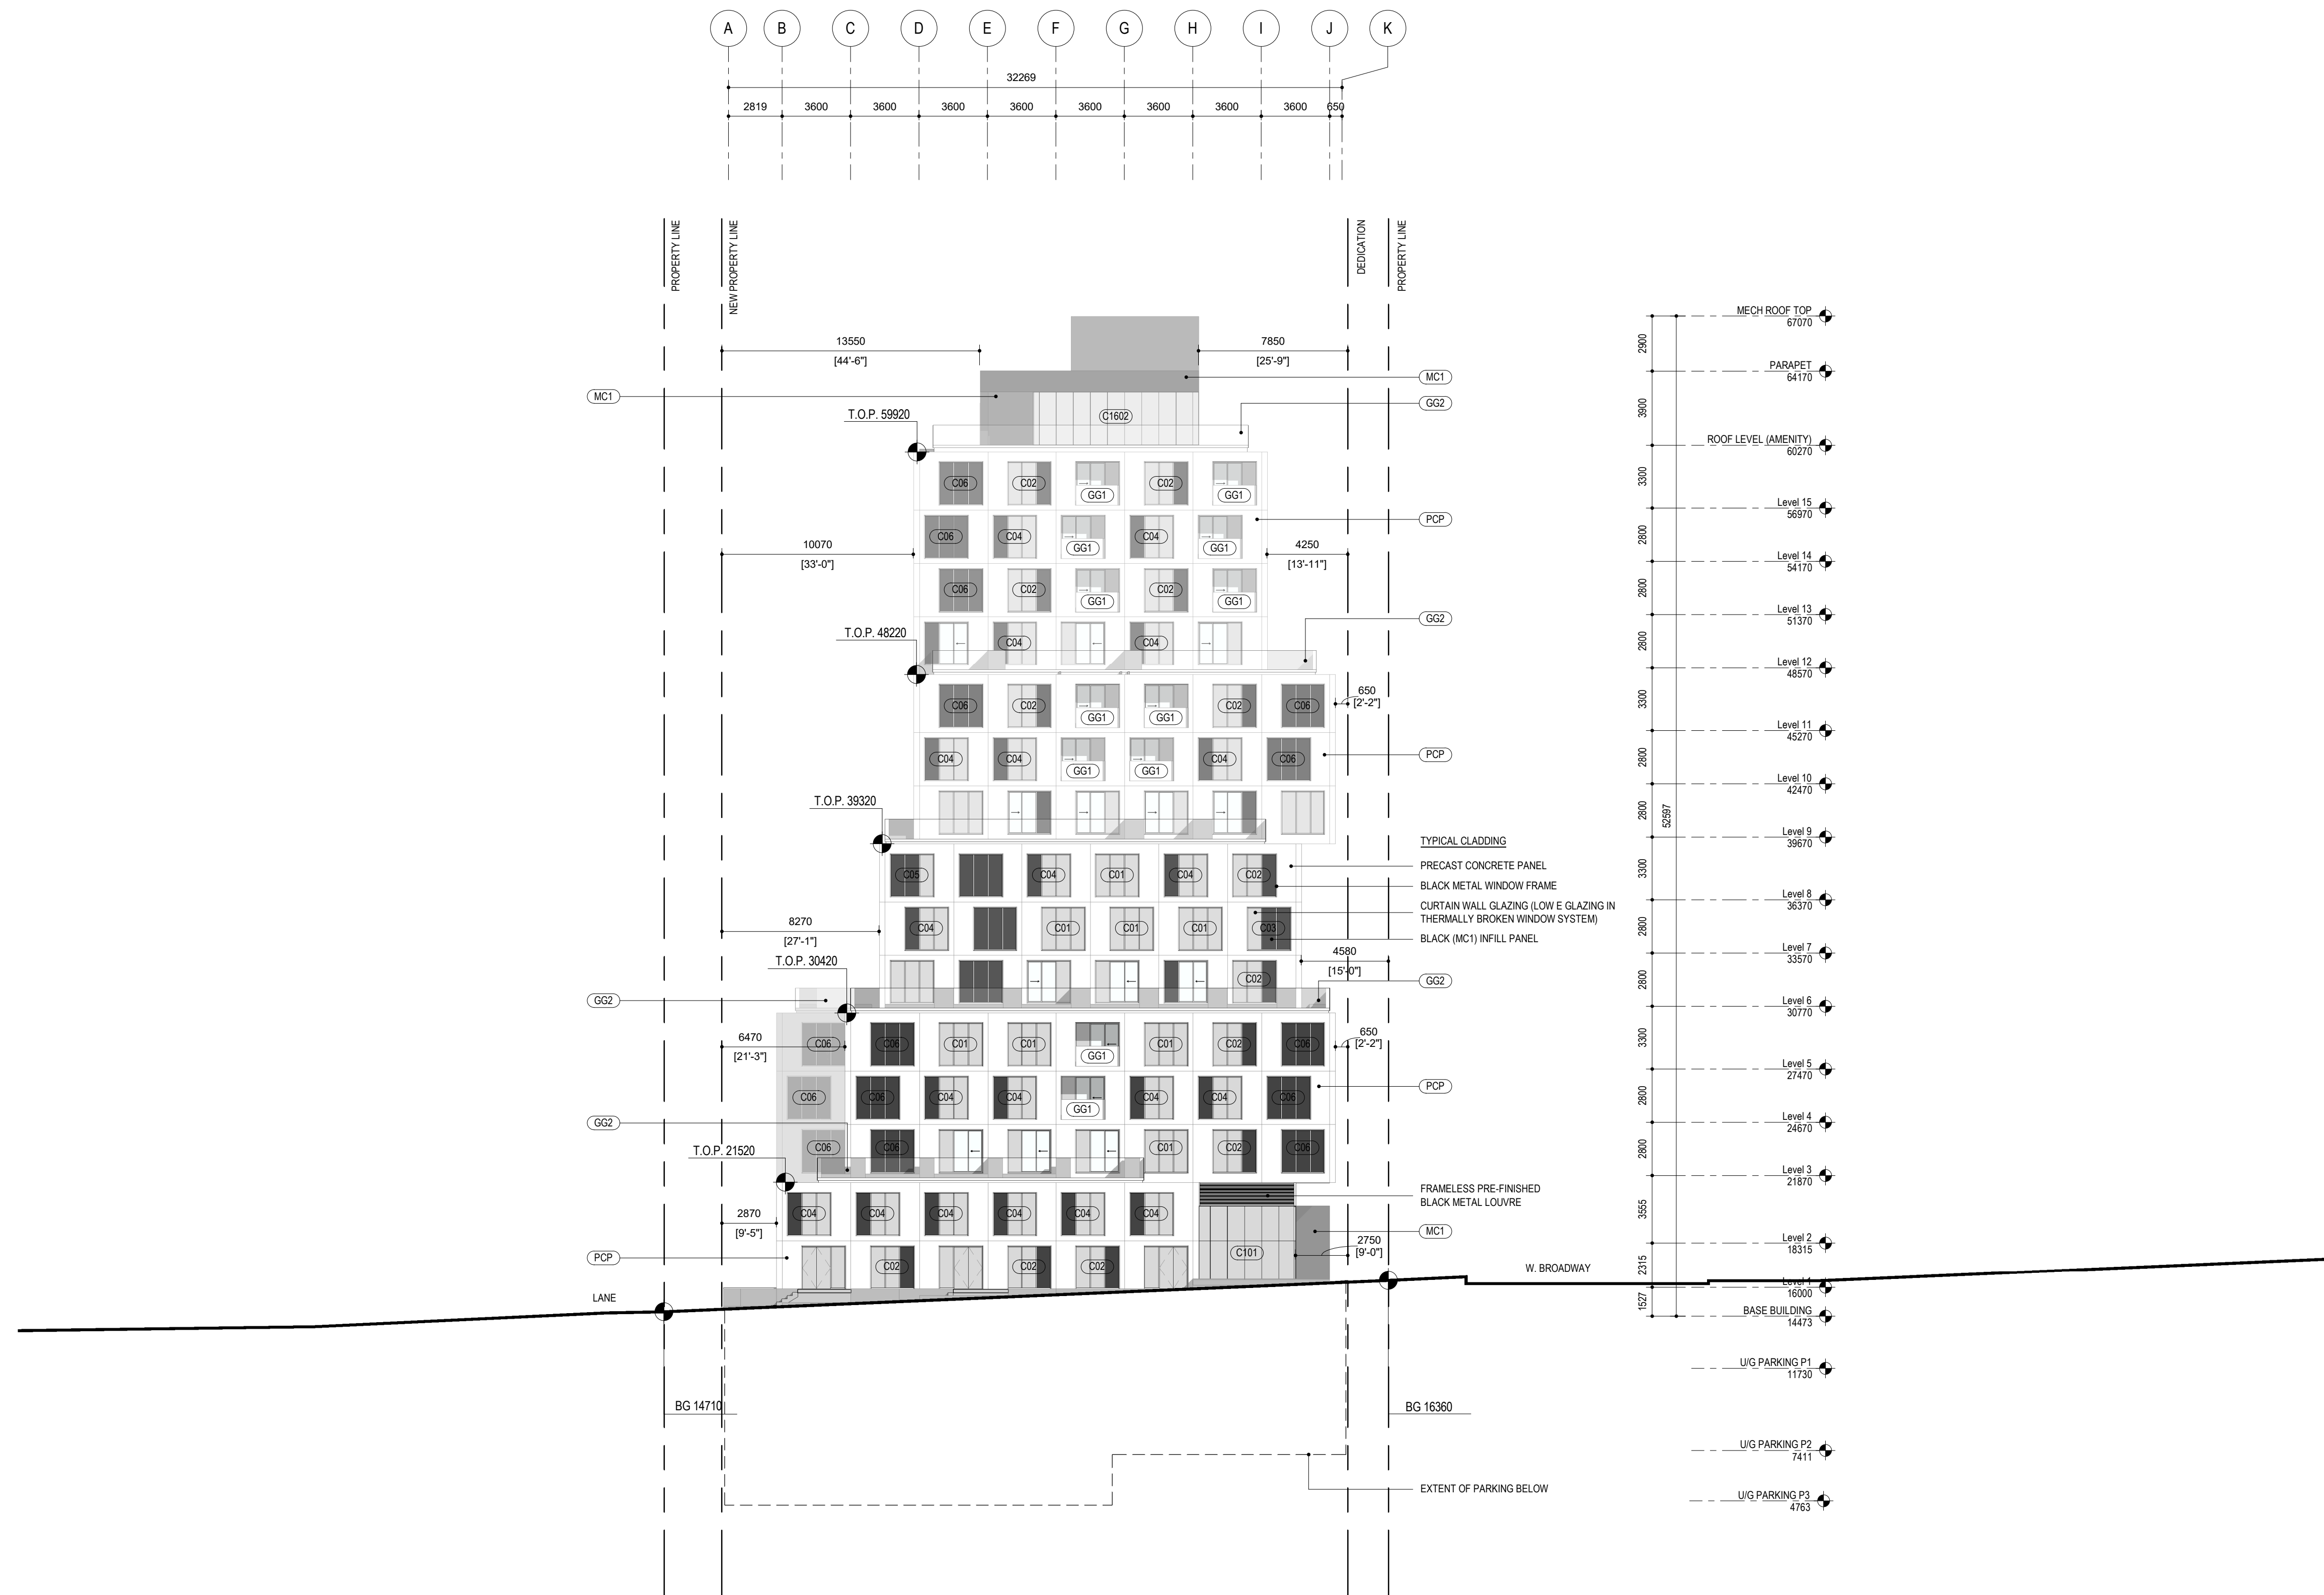 A B C D E F G H I J K
32269
2819 3600 3600 3600 3600 3600 3600 3600 3600 650
PROPERTY LINE
NEW PROPERTY LINE
DEDICATION
PROPERTY LINE
MECH ROOF TOP
67070
2900
13550
[44'-6"]
7850
[25'-9"]
PARAPET
64170
MC1
MC1
GG2
3900
T.O.P. 59920
C1602
ROOF LEVEL (AMENITY)
60270
3300
C06 C02 GG1 C02 GG1
Level 15
56970
PCP
2800
C06 C04 GG1 C04 GG1
10070
[33'-0"]
4250
[13'-11"]
Level 14
54170
2800
C06 C02 GG1 C02 GG1
Level 13
51370
GG2
2800
T.O.P. 48220
C04 C04
Level 12
48570
3300
C06 C02 GG1 GG1 C02 C06
650
[2'-2"]
Level 11
45270
2800
C04 C04 GG1 GG1 C04 C06
PCP
Level 10
42470
2800
52597
T.O.P. 39320
Level 9
39670
TYPICAL CLADDING
PRECAST CONCRETE PANEL
BLACK METAL WINDOW FRAME
CURTAIN WALL GLAZING (LOW E GLAZING IN
THERMALLY BROKEN WINDOW SYSTEM)
BLACK (MC1) INFILL PANEL
3300
C05 C04 C01 C04 C02
Level 8
36370
2800
C04 C01 C01 C01 C03
8270
[27'-1"]
Level 7
33570
4580
[15'-0"]
2800
T.O.P. 30420
C02
GG2
GG2
Level 6
30770
3300
6470
[21'-3"]
C06 C06 C01 C01 GG1 C01 C02 C06
650
[2'-2"]
Level 5
27470
2800
C06 C06 C04 C04 GG1 C04 C04 C06
PCP
Level 4
24670
GG2
2800
T.O.P. 21520
C06 C06 C01 C02 C06
Level 3
21870
FRAMELESS PRE-FINISHED
BLACK METAL LOUVRE
3555
2870
[9'-5"]
C04 C04 C04 C04 C04 C04
MC1
2750
[9'-0"]
Level 2
18315
PCP
C02 C02 C02 C101
2315
W. BROADWAY
Level 1
16000
LANE
1527
BASE BUILDING
14473
U/G PARKING P1
11730
BG 14710
BG 16360
U/G PARKING P2
7411
EXTENT OF PARKING BELOW
U/G PARKING P3
4763